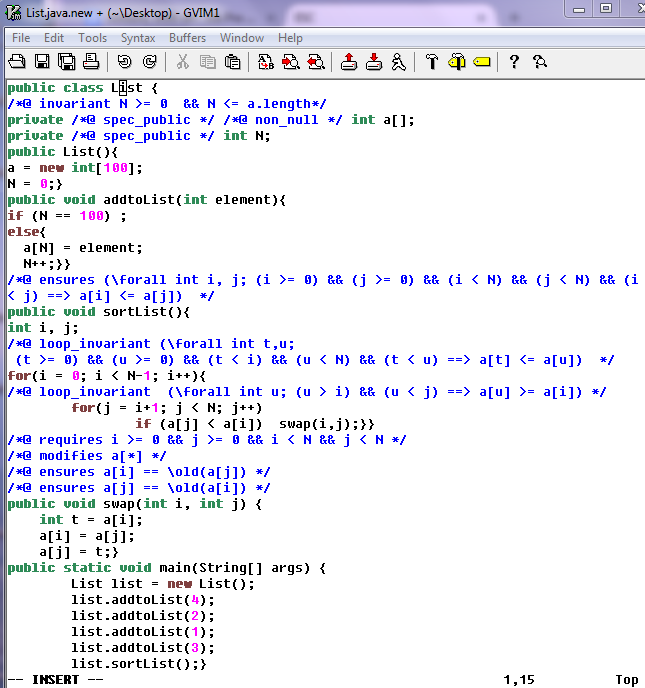 List.java.new + (~\Desktop) - GVIM1
File Edit Tools Syntax Buffers Window Help
public class List {
/*@ invariant N >= 0  && N <= a.length*/
private /*@ spec_public */ /*@ non_null */ int a[];
private /*@ spec_public */ int N;
public List(){
a = new int[100];
N = 0;}
public void addtoList(int element){
if (N == 100) ;
else{
  a[N] = element;
  N++;}}
/*@ ensures (\forall int i, j; (i >= 0) && (j >= 0) && (i < N) && (j < N) && (i
< j) ==> a[i] <= a[j])  */
public void sortList(){
int i, j;
/*@ loop_invariant (\forall int t,u;
 (t >= 0) && (u >= 0) && (t < i) && (u < N) && (t < u) ==> a[t] <= a[u])  */
for(i = 0; i < N-1; i++){
/*@ loop_invariant  (\forall int u; (u > i) && (u < j) ==> a[u] >= a[i]) */
        for(j = i+1; j < N; j++)
                if (a[j] < a[i])  swap(i,j);}}
/*@ requires i >= 0 && j >= 0 && i < N && j < N */
/*@ modifies a[*] */
/*@ ensures a[i] == \old(a[j]) */
/*@ ensures a[j] == \old(a[i]) */
public void swap(int i, int j) {
    int t = a[i];
    a[i] = a[j];
    a[j] = t;}
public static void main(String[] args) {
        List list = new List();
        list.addtoList(4);
        list.addtoList(2);
        list.addtoList(1);
        list.addtoList(3);
        list.sortList();}
-- INSERT -- 1,15 Top